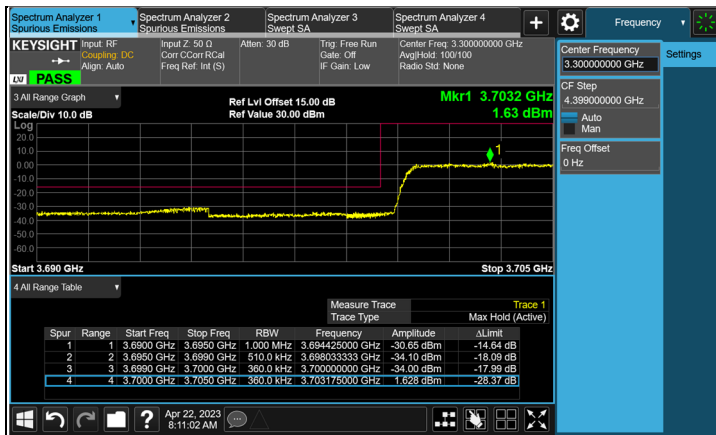 Spectrum Analyzer 1
Spurious Emissions
Spectrum Analyzer 2
Spurious Emissions
Spectrum Analyzer 3
Swept SA
Spectrum Analyzer 4
Swept SA
+
Frequency
KEYSIGHT
LXI
PASS
Input: RF
Coupling: DC
Align: Auto
Input Z: 50 Ω
Corr CCorr RCal
Freq Ref: Int (S)
Atten: 30 dB
Trig: Free Run
Gate: Off
IF Gain: Low
Center Freq: 3.300000000 GHz
Avg|Hold: 100/100
Radio Std: None
Center Frequency
3.300000000 GHz
Settings
CF Step
4.399000000 GHz
Auto
Man
Freq Offset
0 Hz
3 All Range Graph
Scale/Div 10.0 dB
Ref Lvl Offset 15.00 dB
Ref Value 30.00 dBm
Mkr1 3.7032 GHz
1.63 dBm
Log
20.0
10.0
0.00
-10.0
-20.0
-30.0
-40.0
-50.0
-60.0
1
Start 3.690 GHz
Stop 3.705 GHz
4 All Range Table
Measure Trace Trace 1
Trace Type Max Hold (Active)
Spur Range Start Freq Stop Freq RBW Frequency Amplitude ΔLimit
1 1 3.6900 GHz 3.6950 GHz 1.000 MHz 3.694425000 GHz -30.65 dBm -14.64 dB
2 2 3.6950 GHz 3.6990 GHz 510.0 kHz 3.698033333 GHz -34.10 dBm -18.09 dB
3 3 3.6990 GHz 3.7000 GHz 360.0 kHz 3.700000000 GHz -34.00 dBm -17.99 dB
4 4 3.7000 GHz 3.7050 GHz 360.0 kHz 3.703175000 GHz 1.628 dBm -28.37 dB
?
Apr 22, 2023
8:11:02 AM